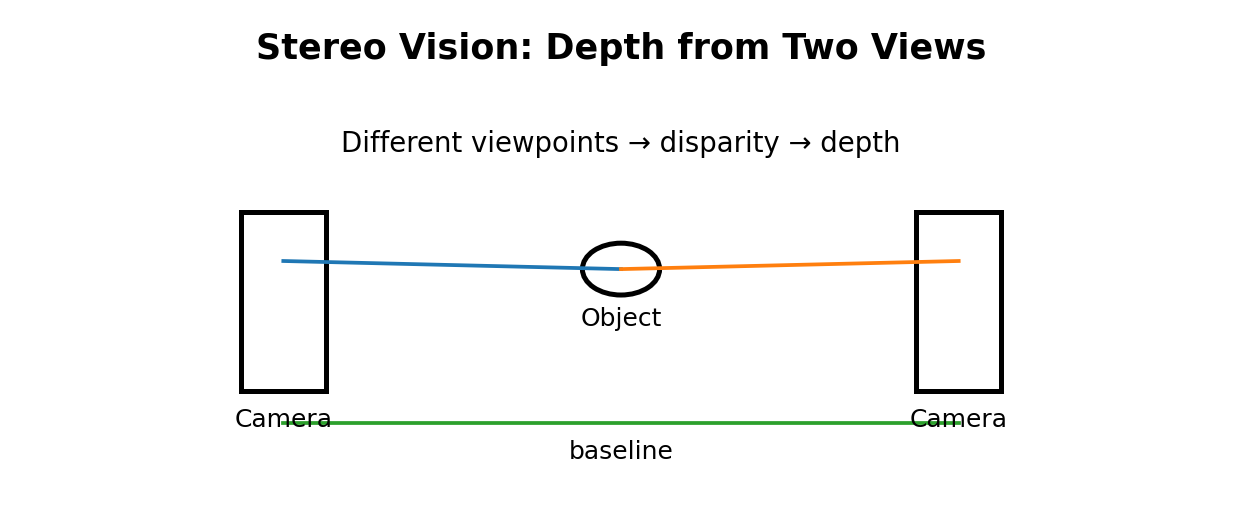 Stereo Vision: Depth from Two Views
Different viewpoints → disparity → depth
Object
Camera
Camera
baseline